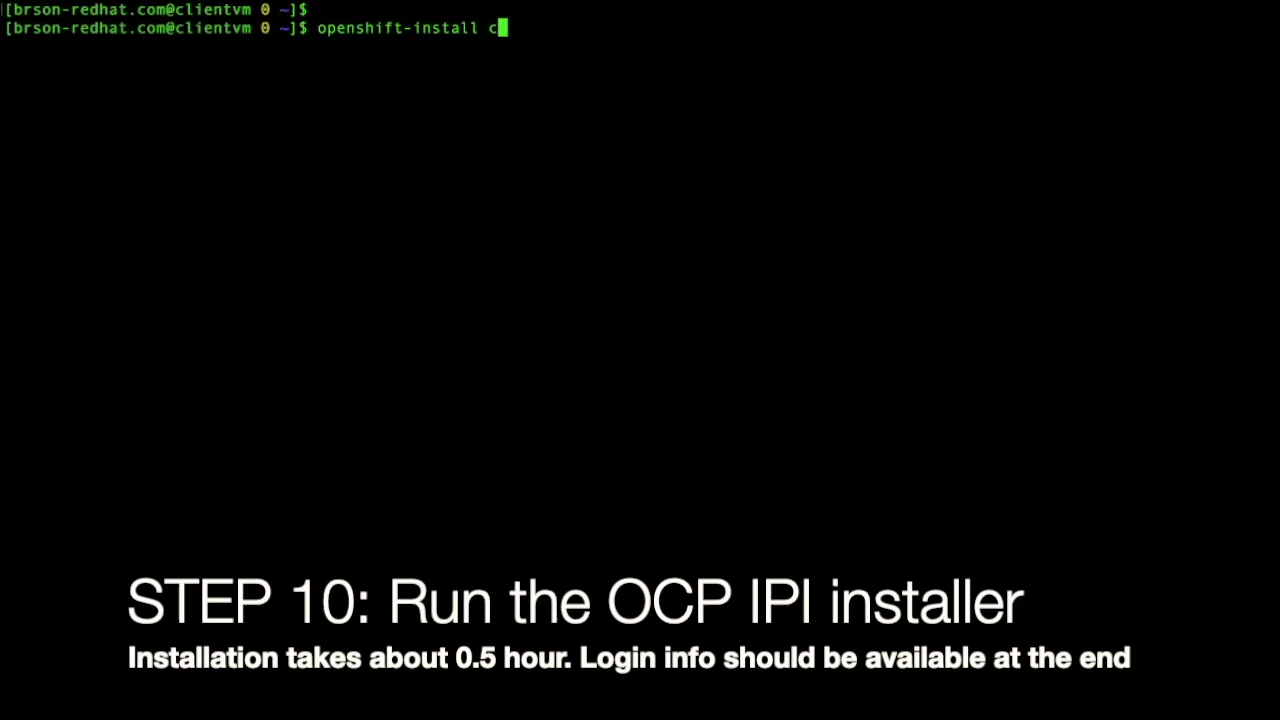 [brson-redhat.com@clientvm 0 ~]$
[brson-redhat.com@clientvm 0 ~]$ openshift-install c
STEP 10: Run the OCP IPI installer
Installation takes about 0.5 hour. Login info should be available at the end